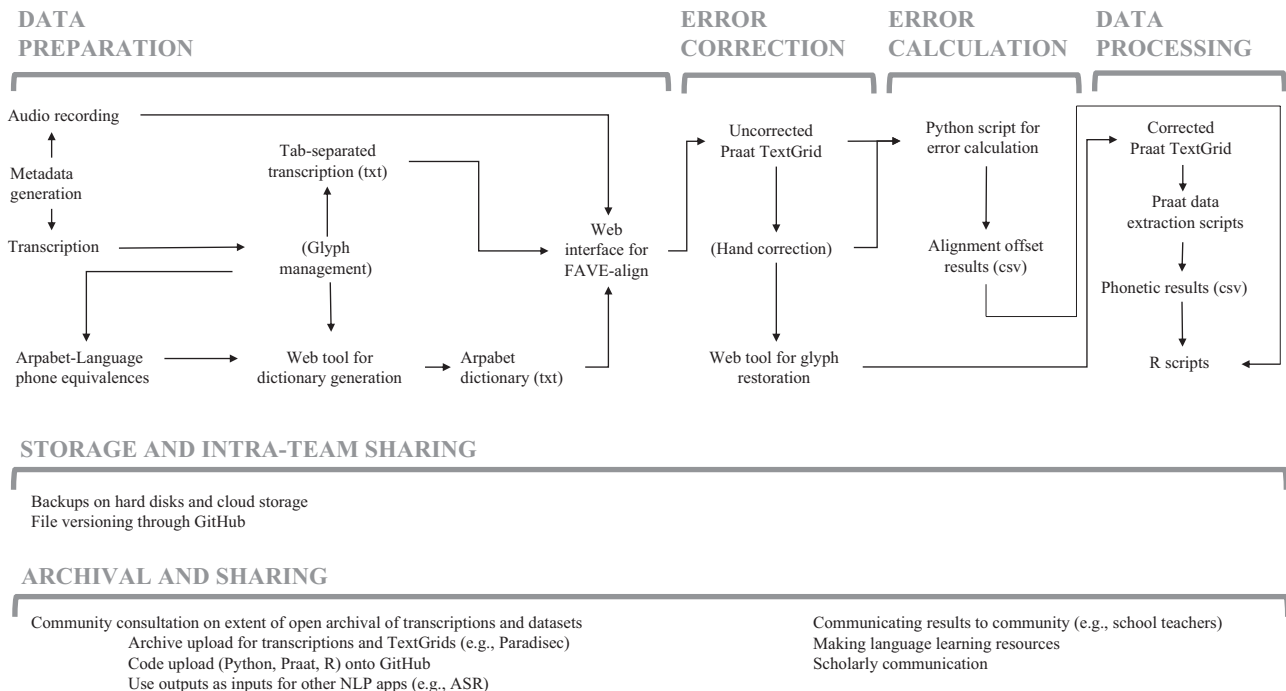 DATA
PREPARATION
ERROR
CORRECTION
ERROR
CALCULATION
DATA
PROCESSING
Audio recording
Metadata
generation
Transcription
Arpabet-Language
phone equivalences
Tab-separated
transcription (txt)
(Glyph
management)
Web tool for
dictionary generation
Arpabet
dictionary (txt)
Web
interface for
FAVE-align
Uncorrected
Praat TextGrid
(Hand correction)
Web tool for glyph
restoration
Python script for
error calculation
Alignment offset
results (csv)
Corrected
Praat TextGrid
Praat data
extraction scripts
Phonetic results (csv)
R scripts
STORAGE AND INTRA-TEAM SHARING
Backups on hard disks and cloud storage
File versioning through GitHub
ARCHIVAL AND SHARING
Community consultation on extent of open archival of transcriptions and datasets
Archive upload for transcriptions and TextGrids (e.g., Paradisec)
Code upload (Python, Praat, R) onto GitHub
Use outputs as inputs for other NLP apps (e.g., ASR)
Communicating results to community (e.g., school teachers)
Making language learning resources
Scholarly communication